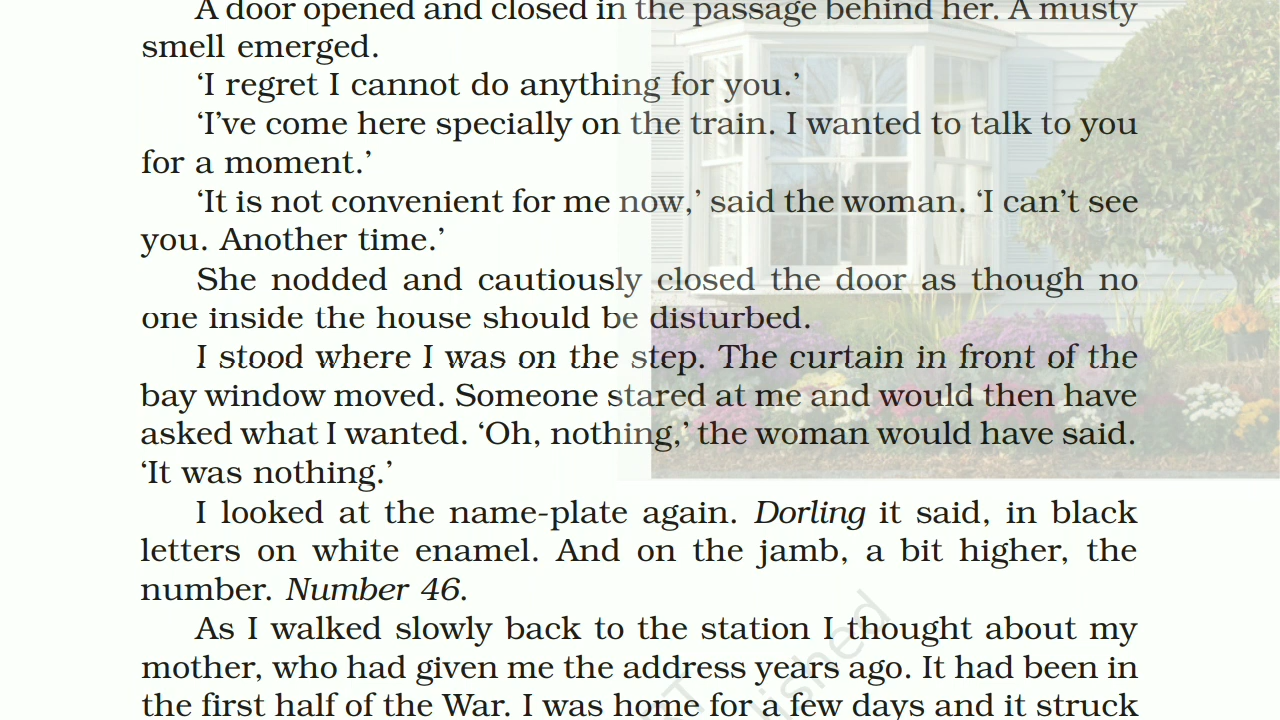 A door opened and closed in the passage behind her. A musty
smell emerged.
‘I regret I cannot do anything for you.’
‘I’ve come here specially on the train. I wanted to talk to you
for a moment.’
‘It is not convenient for me now,’ said the woman. ‘I can’t see
you. Another time.’
She nodded and cautiously closed the door as though no
one inside the house should be disturbed.
I stood where I was on the step. The curtain in front of the
bay window moved. Someone stared at me and would then have
asked what I wanted. ‘Oh, nothing,’ the woman would have said.
‘It was nothing.’
I looked at the name-plate again. Dorling it said, in black
letters on white enamel. And on the jamb, a bit higher, the
number. Number 46.
As I walked slowly back to the station I thought about my
mother, who had given me the address years ago. It had been in
the first half of the War. I was home for a few days and it struck